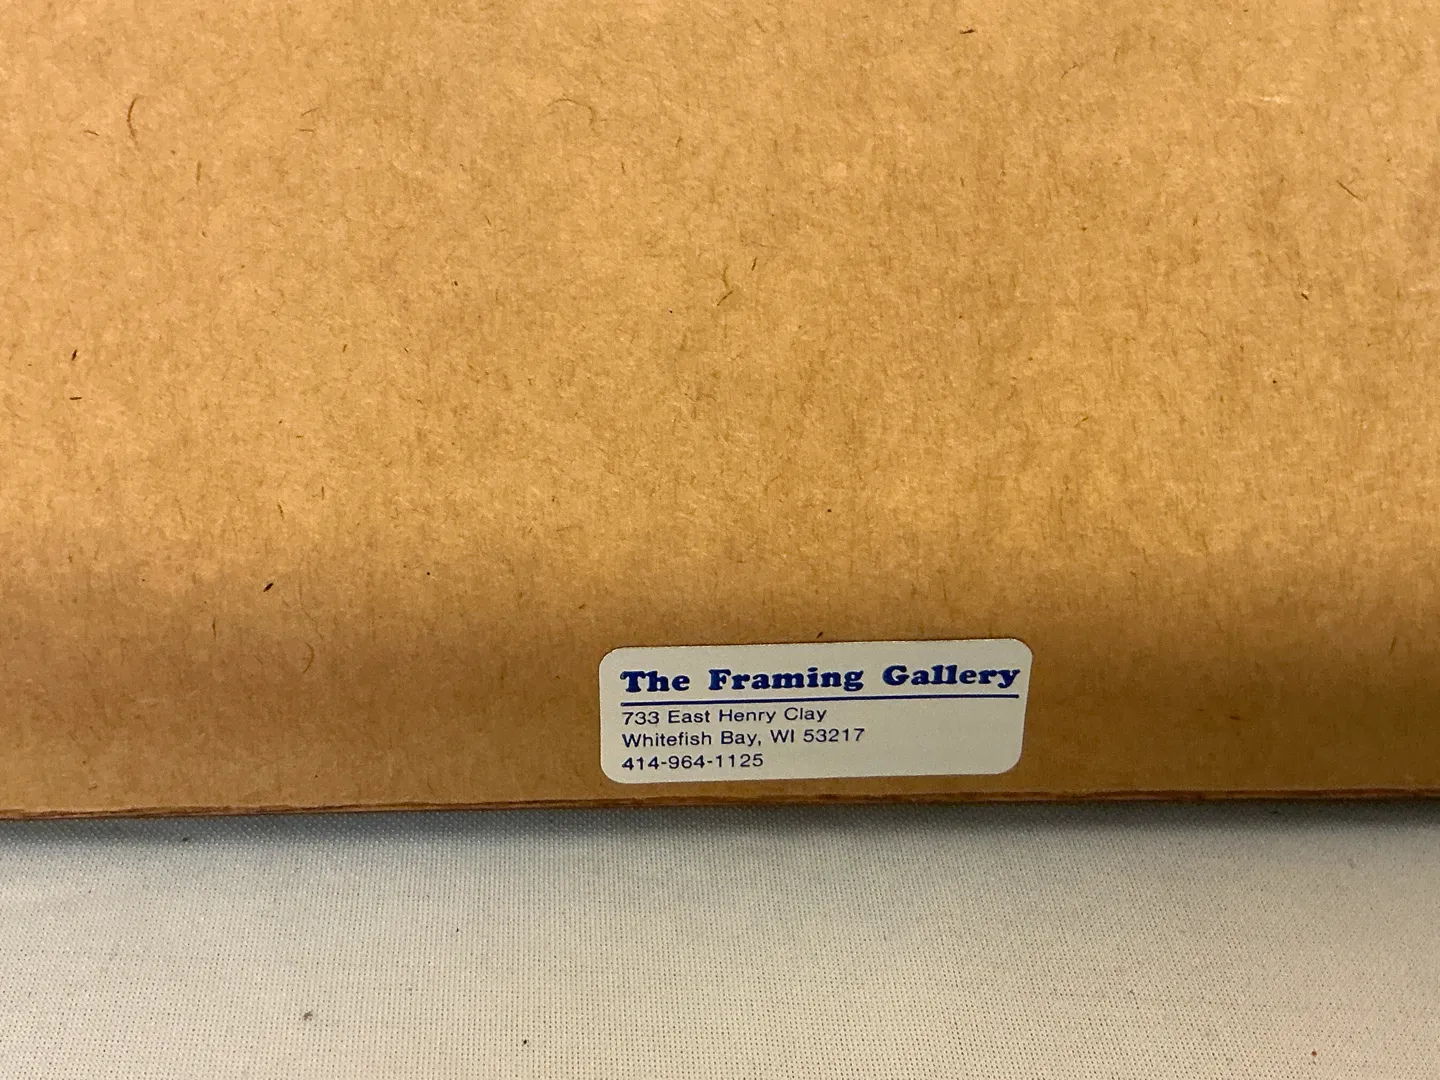 The Framing Gallery
733 East Henry Clay
Whitefish Bay, WI 53217
414-964-1125